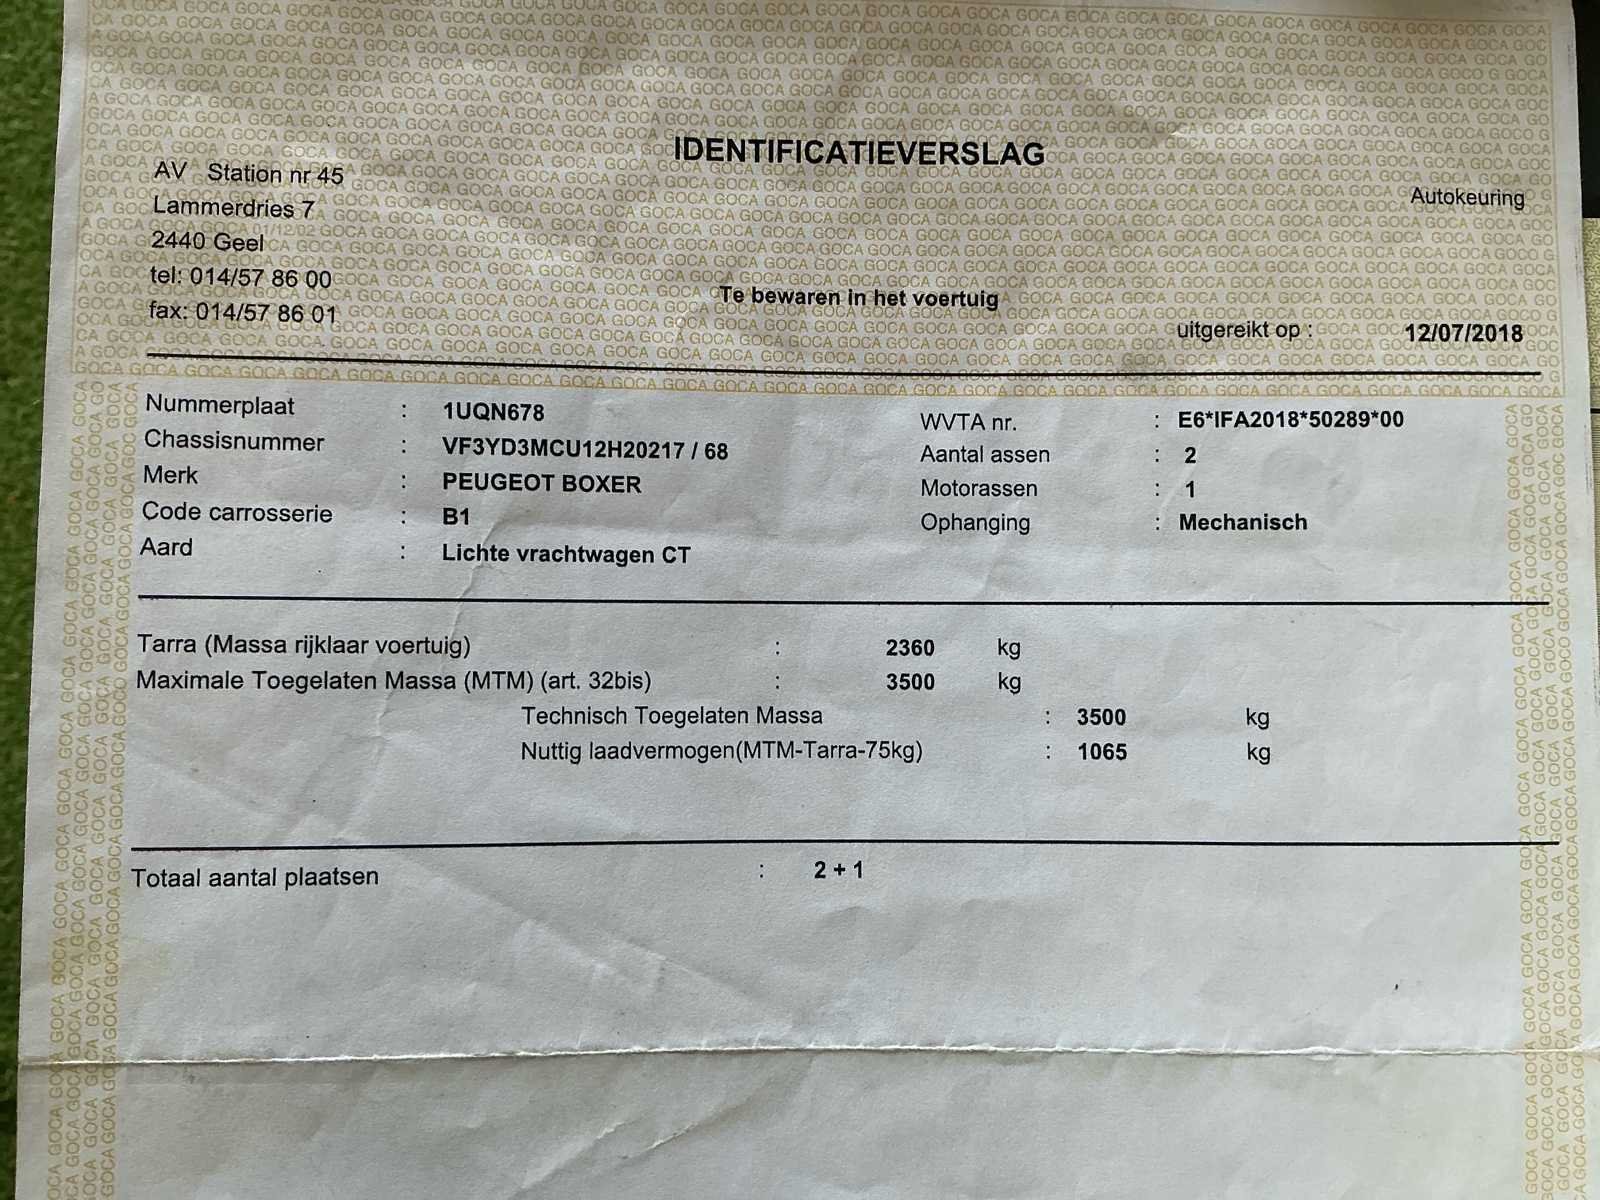 IDENTIFICATIEVERSLAG
AV Station nr 45
Lammerdries 7
2440 Geel
tel: 014/57 86 00
fax: 014/57 86 01
Autokeuring
Te bewaren in het voertuig
uitgereikt op : 12/07/2018
Nummerplaat : 1UQN678
Chassisnummer : VF3YD3MCU12H20217 / 68
Merk : PEUGEOT BOXER
Code carrosserie : B1
Aard : Lichte vrachtwagen CT
WVTA nr. : E6*IFA2018*50289*00
Aantal assen : 2
Motorassen : 1
Ophanging : Mechanisch
Tarra (Massa rijklaar voertuig) : 2360 kg
Maximale Toegelaten Massa (MTM) (art. 32bis) : 3500 kg
Technisch Toegelaten Massa : 3500 kg
Nuttig laadvermogen(MTM-Tarra-75kg) : 1065 kg
Totaal aantal plaatsen : 2 + 1